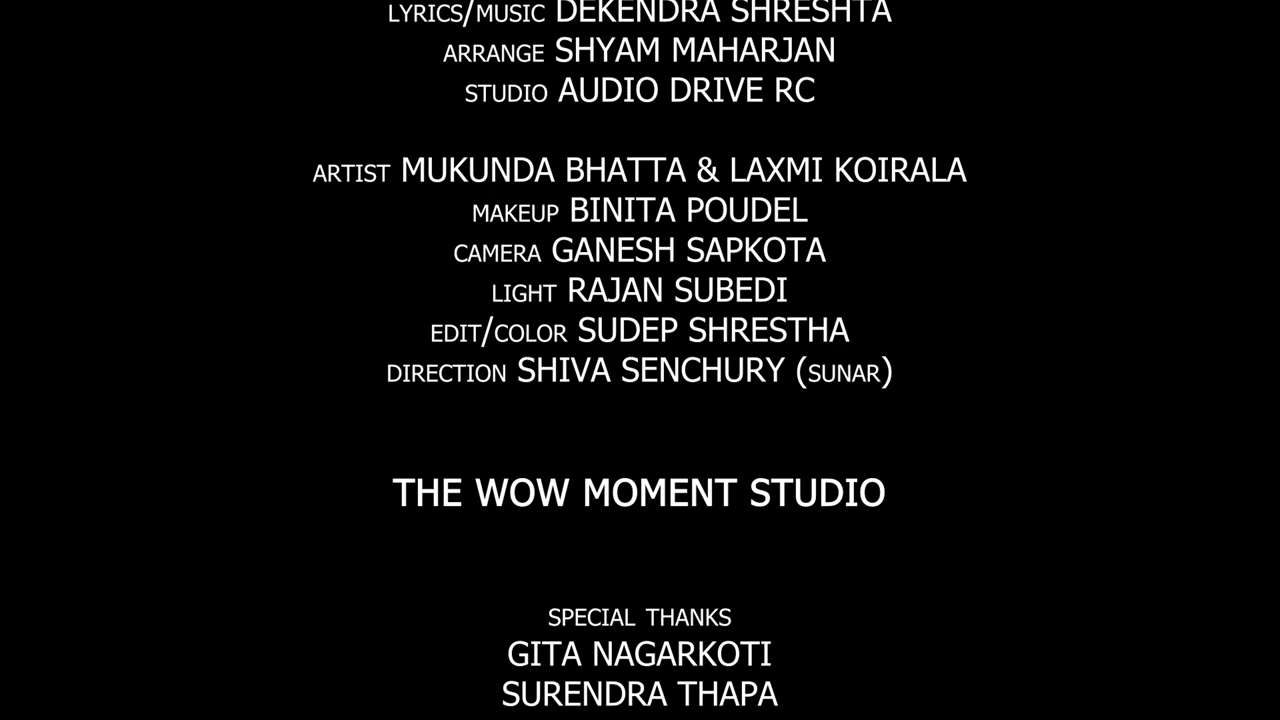 LYRICS/MUSIC DEKENDRA SHRESHTA
ARRANGE SHYAM MAHARJAN
STUDIO AUDIO DRIVE RC
ARTIST MUKUNDA BHATTA & LAXMI KOIRALA
MAKEUP BINITA POUDEL
CAMERA GANESH SAPKOTA
LIGHT RAJAN SUBEDI
EDIT/COLOR SUDEP SHRESTHA
DIRECTION SHIVA SENCHURY (SUNAR)
THE WOW MOMENT STUDIO
SPECIAL THANKS
GITA NAGARKOTI
SURENDRA THAPA